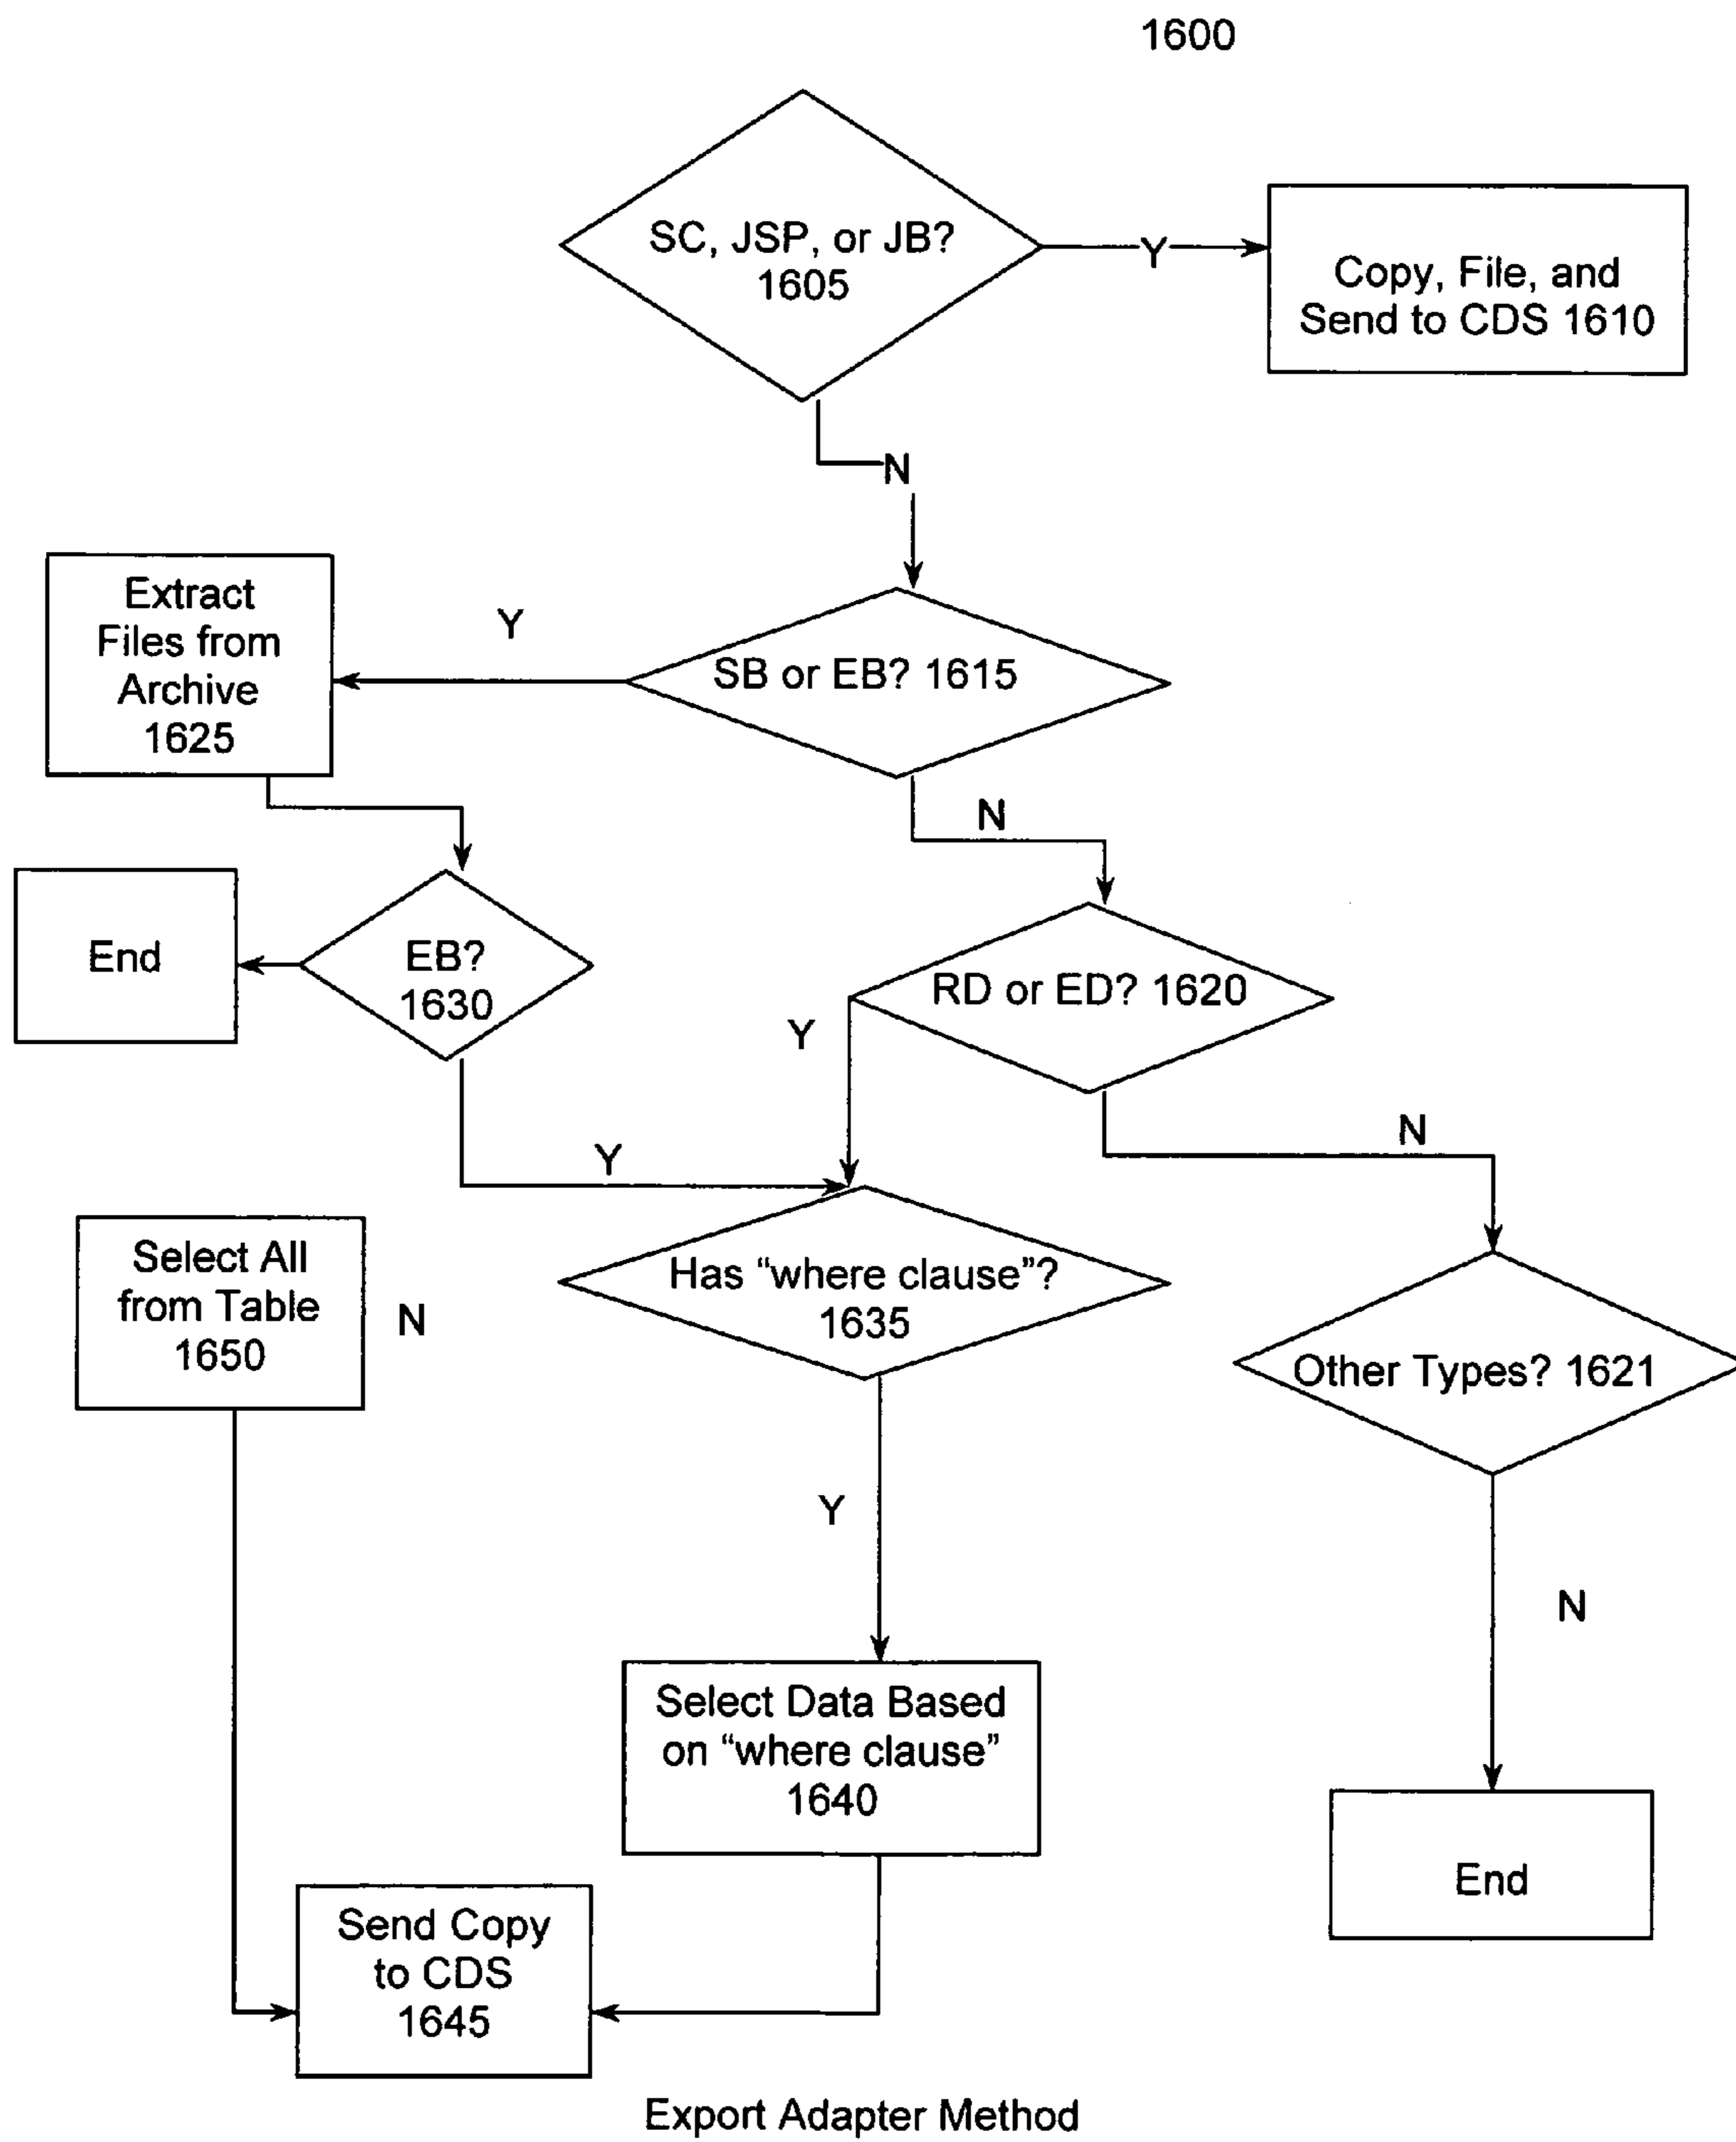 1600
SC, JSP, or JB?
1605
Y
Copy, File, and
Send to CDS 1610
N
Extract
Files from
Archive
1625
Y
SB or EB? 1615
N
End
EB?
1630
RD or ED? 1620
Y
N
Y
Select All
from Table
1650
N
Has “where clause”?
1635
Other Types? 1621
Y
N
Select Data Based
on “where clause”
1640
End
Send Copy
to CDS
1645
Export Adapter Method